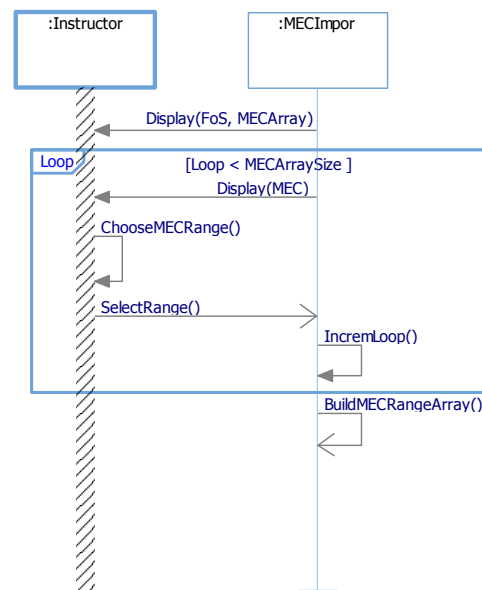 :Instructor
:MECImpor
Display(FoS, MECArray)
Loop
[Loop < MECArraySize ]
Display(MEC)
ChooseMECRange()
SelectRange()
IncremLoop()
BuildMECRangeArray()